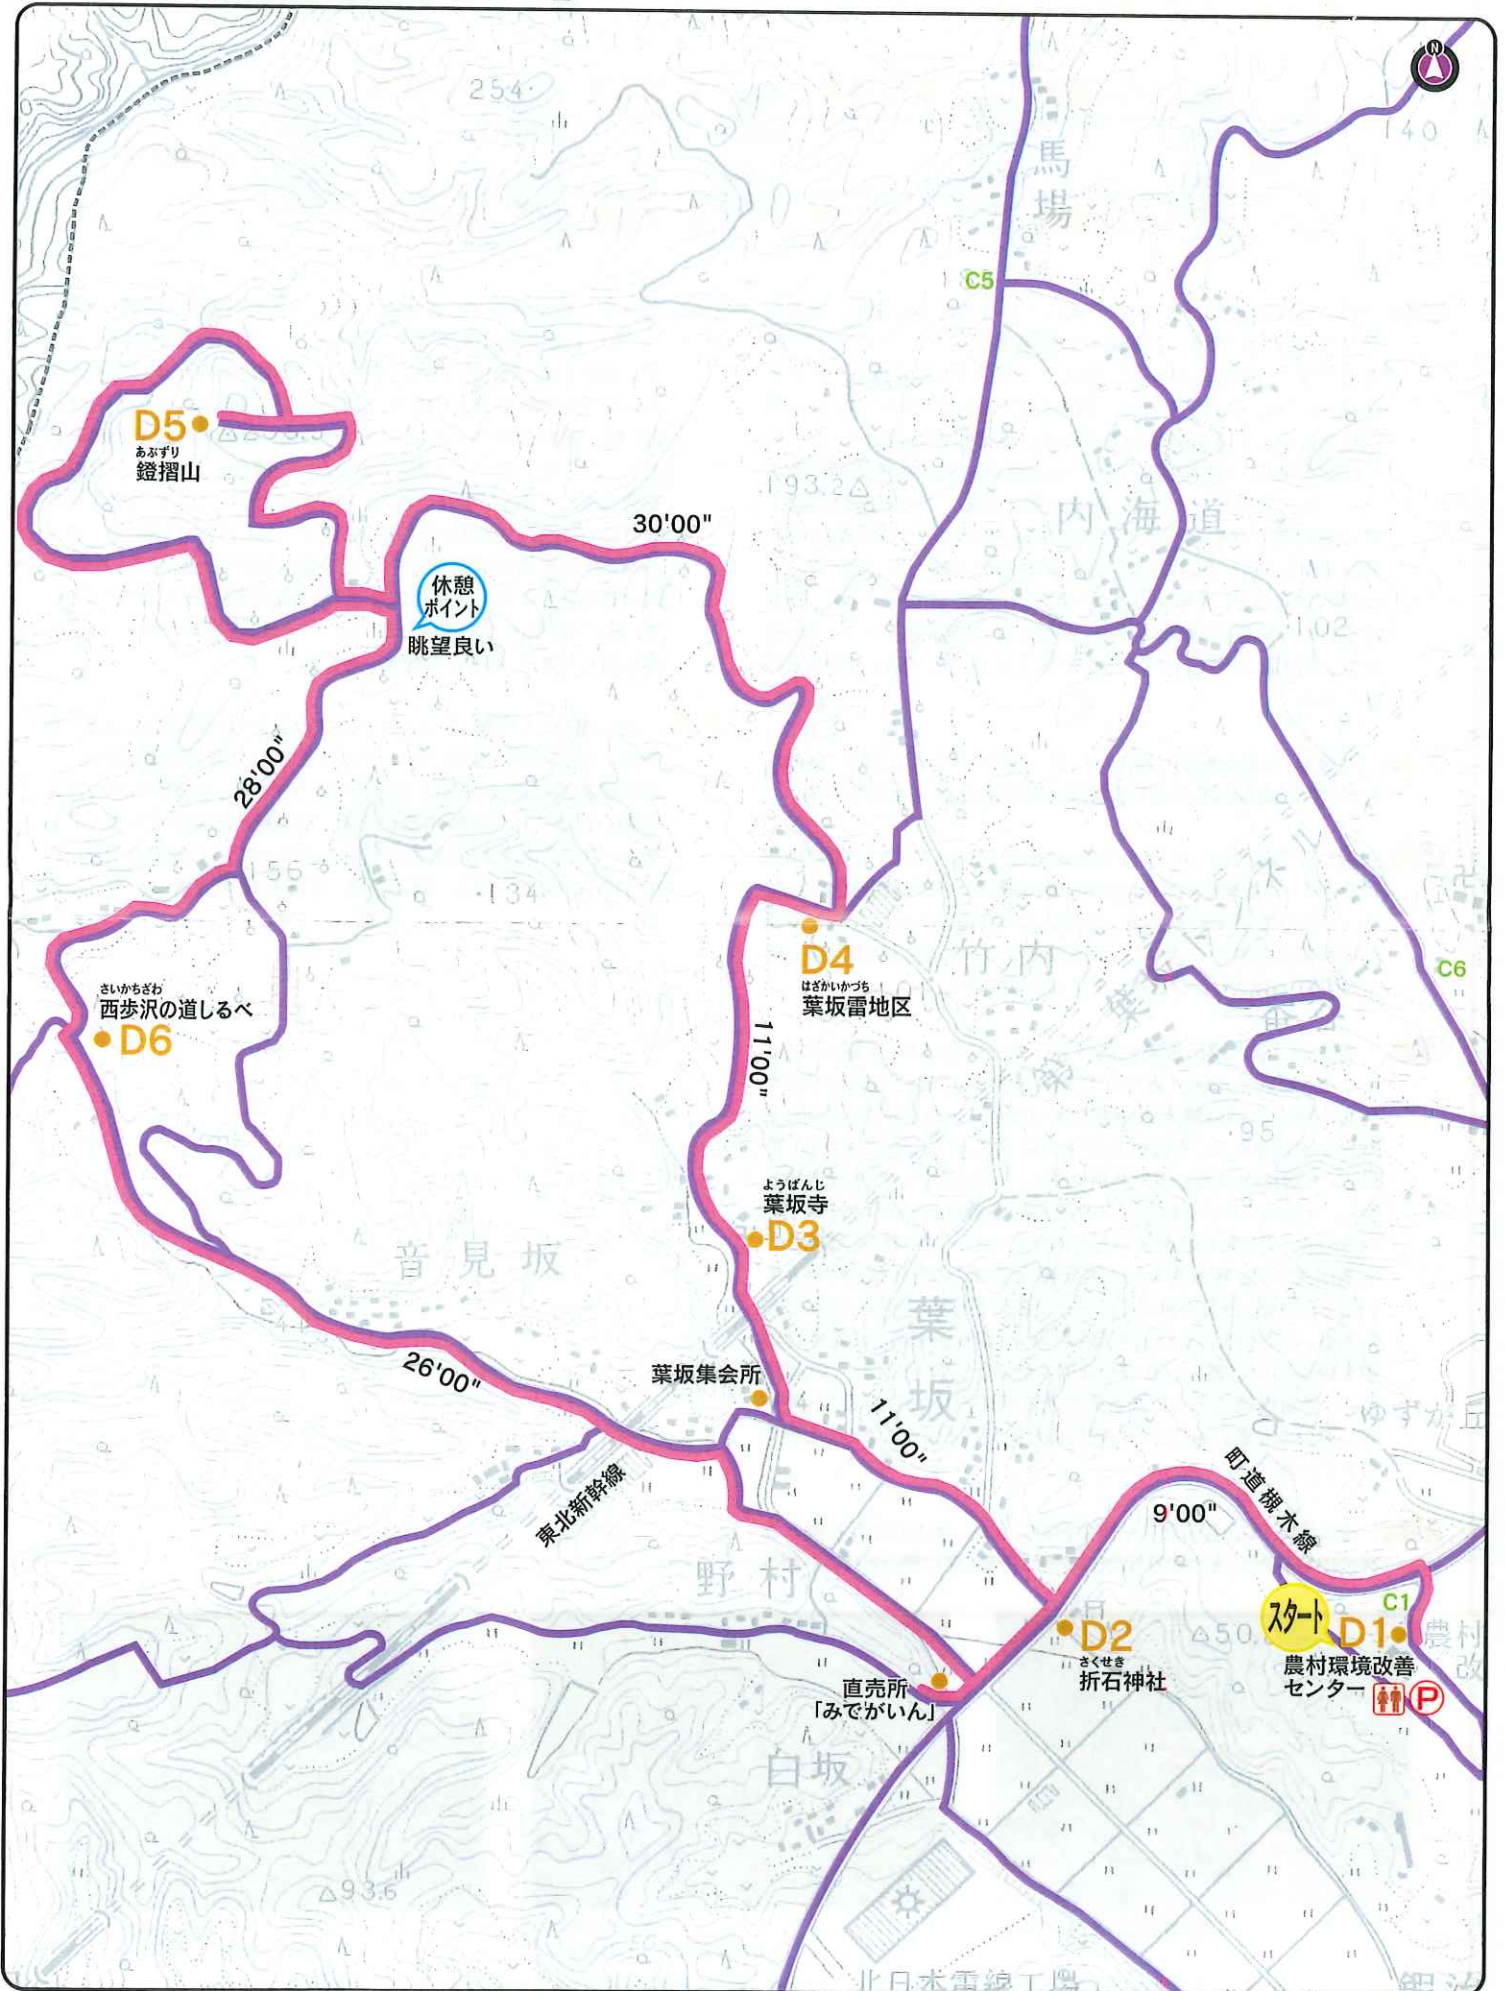 N
254
140
馬場
C5
D5
あぶずり
鐙摺山
193.2△
30'00"
内海道
休憩
ポイント
眺望良い
102
28'00"
156
・134
D4
はざかいかづち
葉坂雷地区
竹内
C6
さいかちざわ
西歩沢の道しるべ
D6
11'00"
・95
ようばんじ
葉坂寺
D3
音見坂
葉坂
葉坂集会所
26'00"
11'00"
ゆずが丘
東北新幹線
町道槻木線
9'00"
野村
スタート
C1
D1
D2
さくせき
折石神社
△50.
農村
改
農村環境改善
センター
P
直売所
「みでがいん」
白坂
△93.6
北日本電線工場